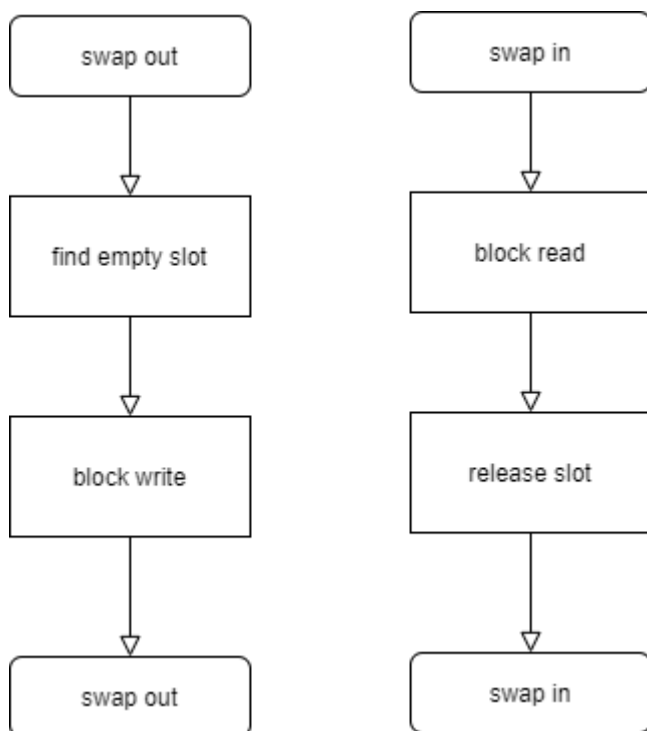 swap out
find empty slot
block write
swap out
swap in
block read
release slot
swap in